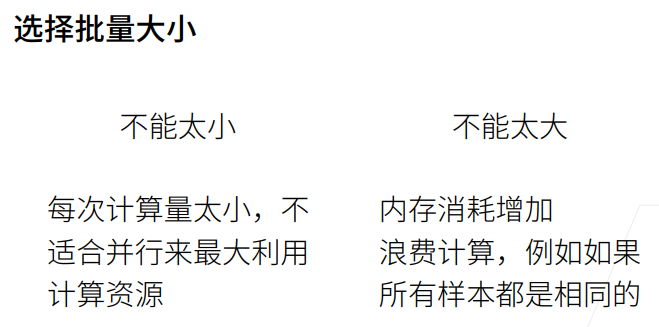 选择批量大小
不能太小
每次计算量太小，不
适合并行来最大利用
计算资源
不能太大
内存消耗增加
浪费计算，例如如果
所有样本都是相同的